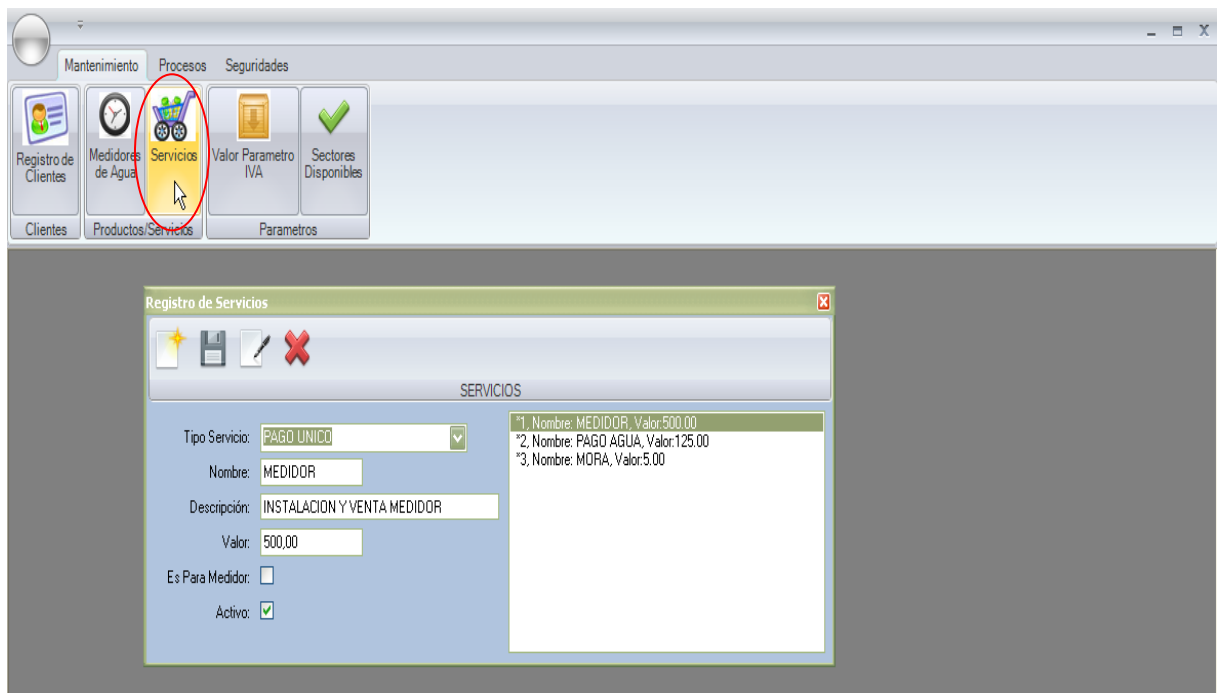 Mantenimiento Procesos Seguridades
Registro de Clientes
Medidores de Agua
Servicios
Valor Parametro IVA
Sectores Disponibles
Clientes Productos/Servicios Parametros
Registro de Servicios
SERVICIOS
Tipo Servicio: PAGO UNICO
Nombre: MEDIDOR
Descripción: INSTALACION Y VENTA MEDIDOR
Valor: 500,00
Es Para Medidor:
Activo:
*1, Nombre: MEDIDOR, Valor:500.00
*2, Nombre: PAGO AGUA, Valor:125.00
*3, Nombre: MORA, Valor:5.00